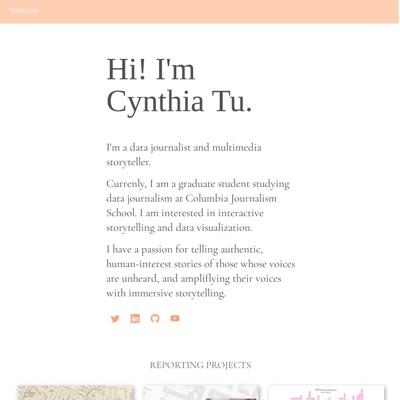 Hi! I'm
Cynthia Tu.
I'm a data journalist and multimedia
storyteller.
Currenly, I am a graduate student studying
data journalism at Columbia Journalism
School. I am interested in interactive
storytelling and data visualization.
I have a passion for telling authentic,
human-interest stories of those whose voices
are unheard, and ampliflying their voices
with immersive storytelling.
REPORTING PROJECTS